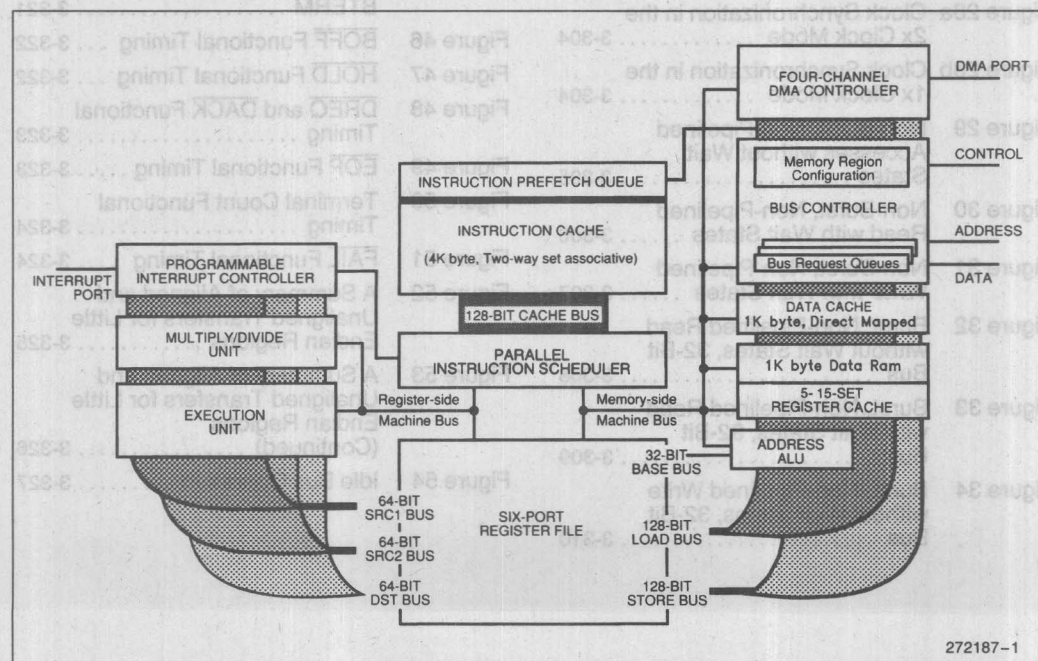 FOUR-CHANNEL
DMA CONTROLLER
DMA PORT
Memory Region
Configuration
CONTROL
BUS CONTROLLER
ADDRESS
Bus Request Queues
DATA
INSTRUCTION PREFETCH QUEUE
INSTRUCTION CACHE
(4K byte, Two-way set associative)
128-BIT CACHE BUS
INTERRUPT
PORT
PROGRAMMABLE
INTERRUPT CONTROLLER
MULTIPLY/DIVIDE
UNIT
EXECUTION
UNIT
PARALLEL
INSTRUCTION SCHEDULER
DATA CACHE
1K byte, Direct Mapped
1K byte Data Ram
5- 15-SET
REGISTER CACHE
Register-side
Machine Bus
Memory-side
Machine Bus
ADDRESS
ALU
32-BIT
BASE BUS
64-BIT
SRC1 BUS
64-BIT
SRC2 BUS
64-BIT
DST BUS
SIX-PORT
REGISTER FILE
128-BIT
LOAD BUS
128-BIT
STORE BUS
272187–1